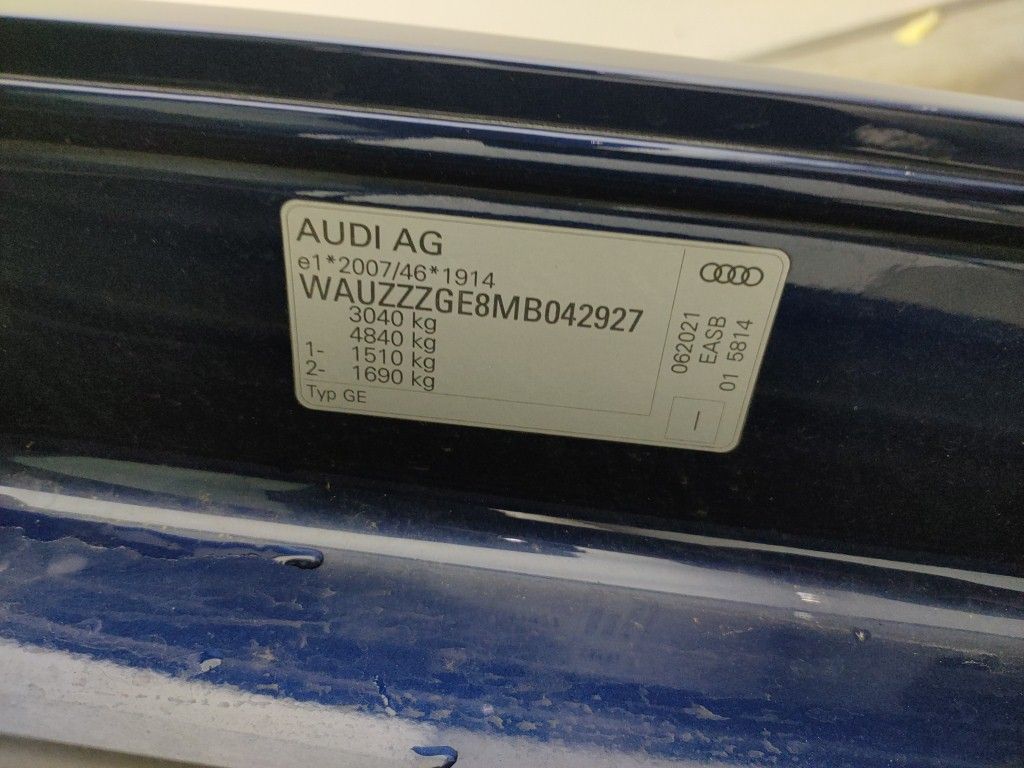 AUDI AG
e1*2007/46*1914
WAUZZZGE8MB042927
3040 kg
4840 kg
1- 1510 kg
2- 1690 kg
Typ GE
062021
EASB
01 5814
I